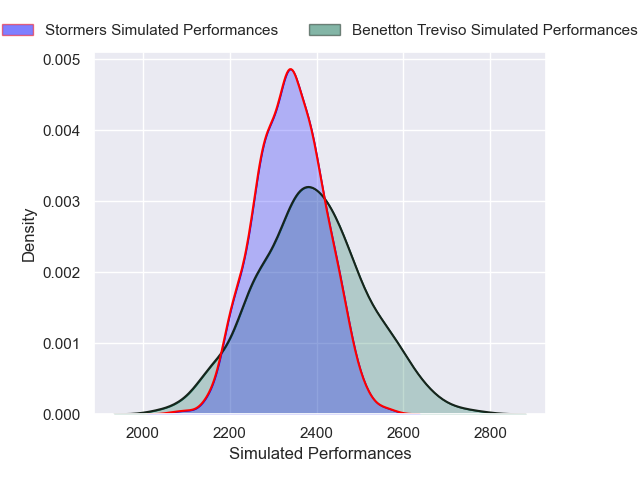 Stormers Simulated Performances Benetton Treviso Simulated Performances
0.005
0.004
0.003
0.002
0.001
0.000
Density
2000 2200 2400 2600 2800
Simulated Performances